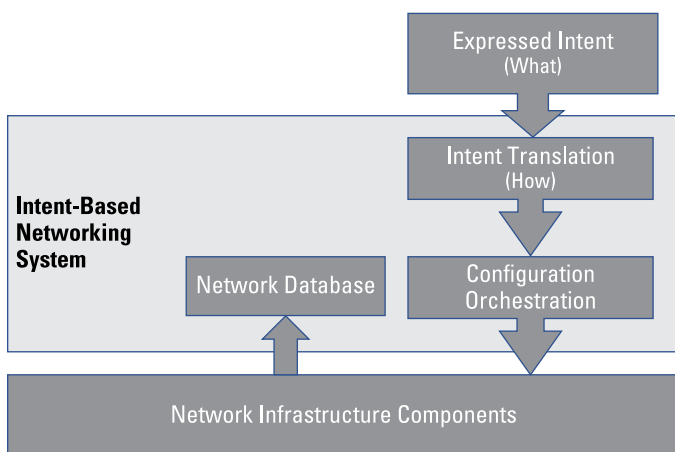 Expressed Intent
(What)
Intent Translation
(How)
Intent-Based
Networking
System
Network Database
Configuration
Orchestration
Network Infrastructure Components